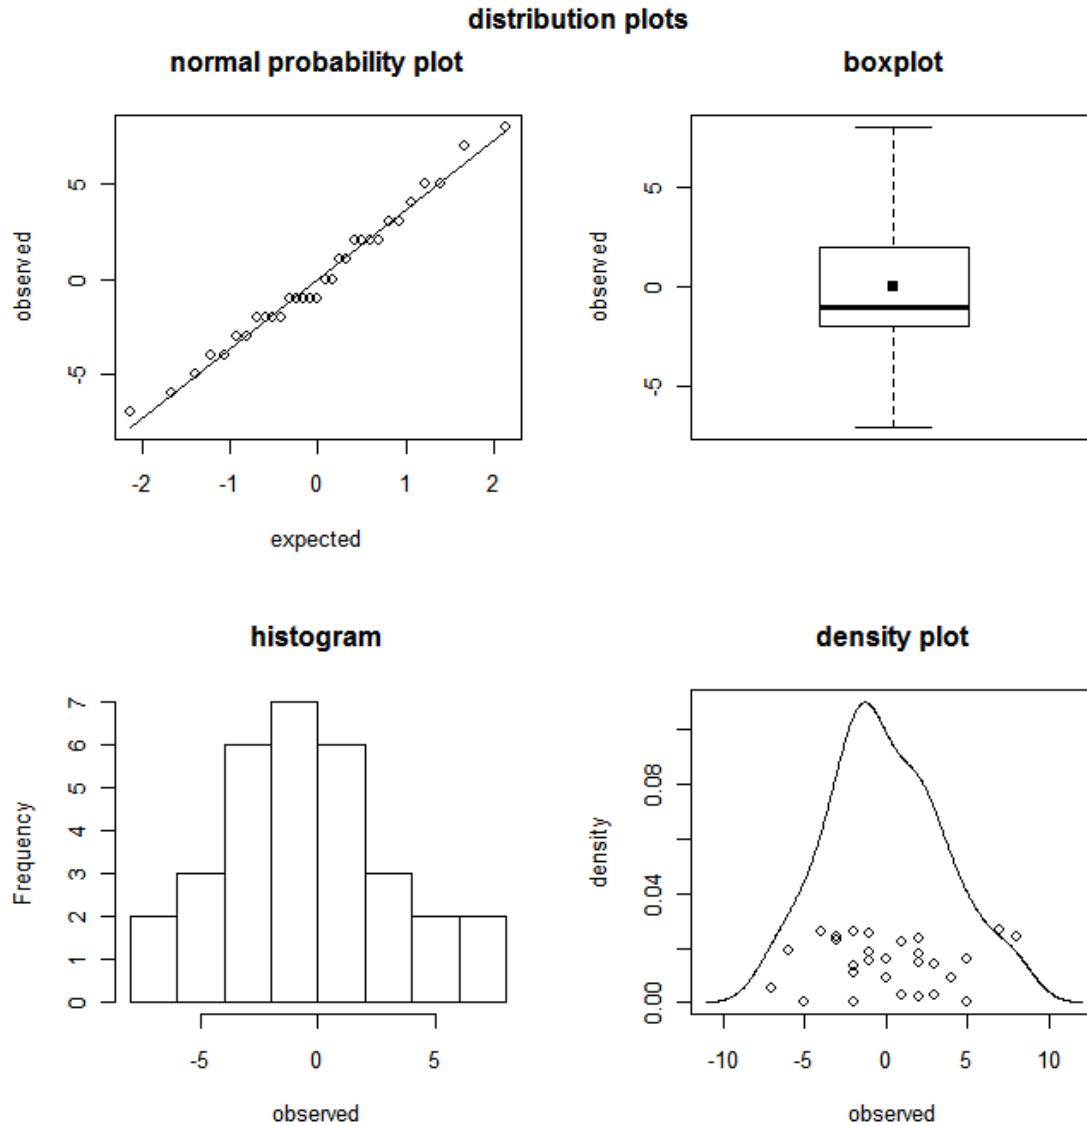 distribution plots
normal probability plot
observed
5
0
-5
-2 -1 0 1 2
expected
boxplot
observed
5
0
-5
histogram
Frequency
7
6
5
4
3
2
1
0
-5 0 5
observed
density plot
density
0.08
0.04
0.00
-10 -5 0 5 10
observed